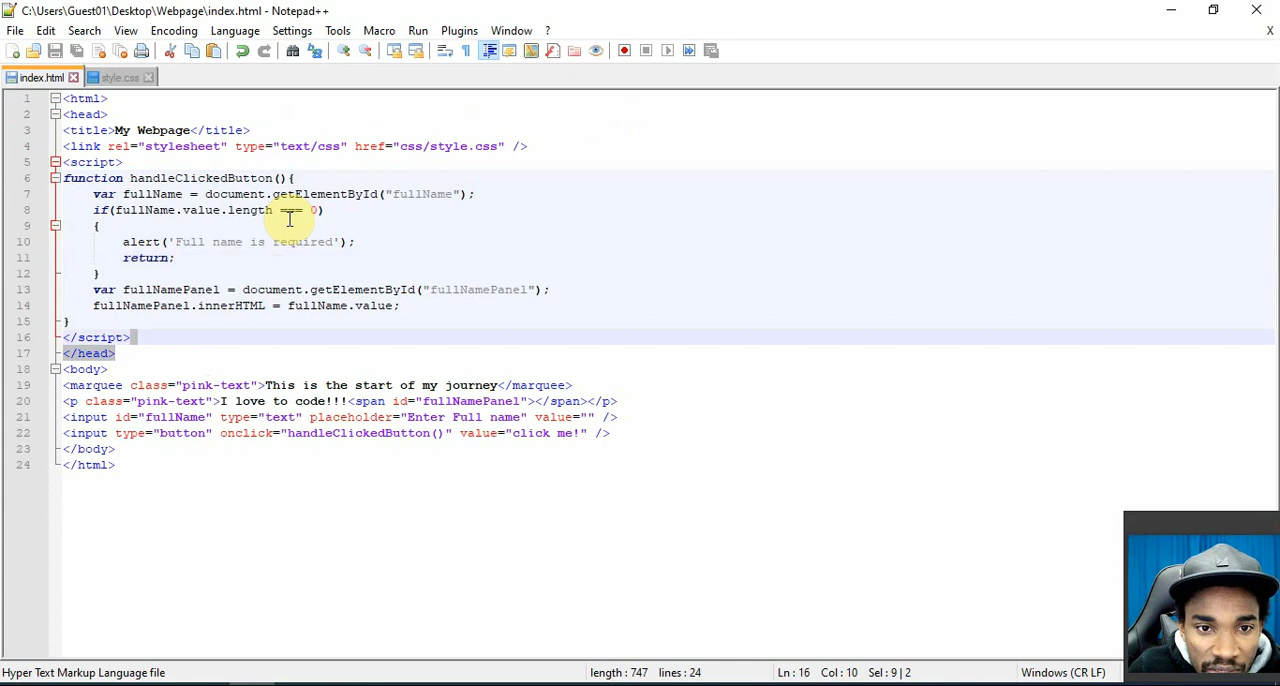 C:\Users\Guest01\Desktop\Webpage\index.html - Notepad++
File Edit Search View Encoding Language Settings Tools Macro Run Plugins Window ? X
index.html style.css
1 <html>
2 <head>
3 <title>My Webpage</title>
4 <link rel="stylesheet" type="text/css" href="css/style.css" />
5 <script>
6 function handleClickedButton(){
7 var fullName = document.getElementById("fullName");
8 if(fullName.value.length === 0)
9 {
10 alert('Full name is required');
11 return;
12 }
13 var fullNamePanel = document.getElementById("fullNamePanel");
14 fullNamePanel.innerHTML = fullName.value;
15 }
16 </script>
17 </head>
18 <body>
19 <marquee class="pink-text">This is the start of my journey</marquee>
20 <p class="pink-text">I love to code!!!<span id="fullNamePanel"></span></p>
21 <input id="fullName" type="text" placeholder="Enter Full name" value="" />
22 <input type="button" onclick="handleClickedButton()" value="click me!" />
23 </body>
24 </html>
Hyper Text Markup Language file length : 747 lines : 24 Ln : 16 Col : 10 Sel : 9 | 2 Windows (CR LF)